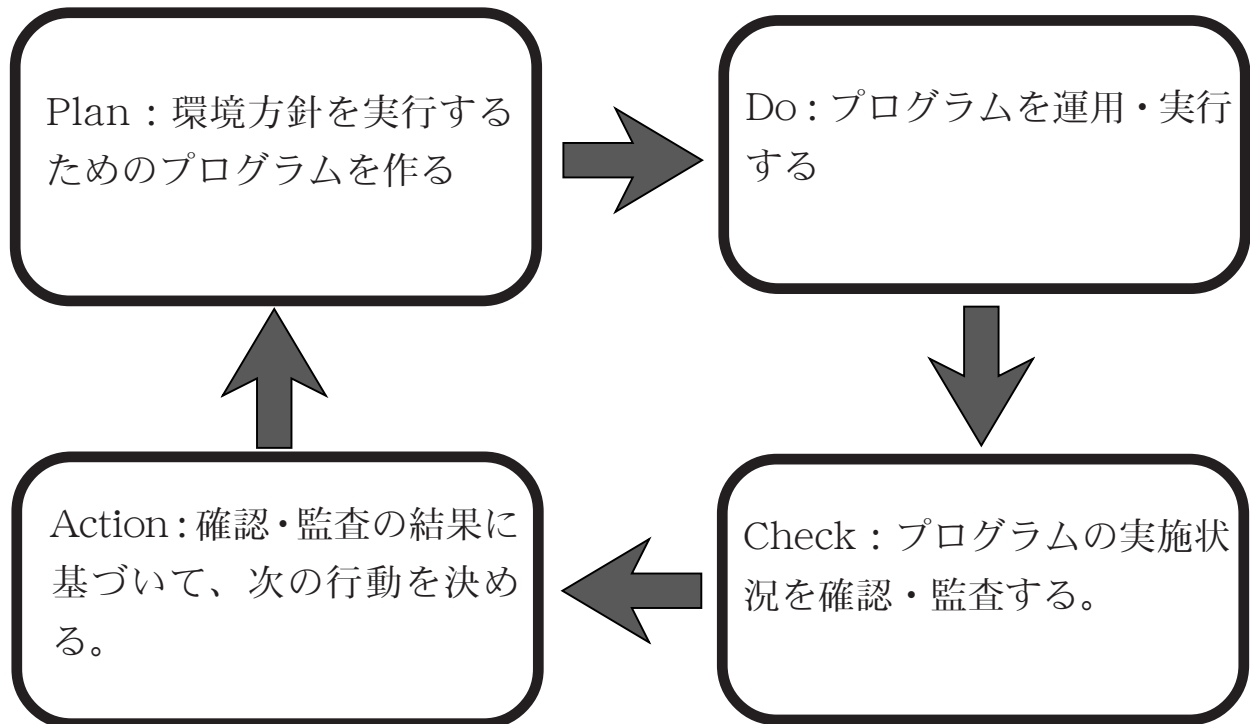 Plan：環境方針を実行する
ためのプログラムを作る
Do：プログラムを運用・実行
する
Check：プログラムの実施状
況を確認・監査する。
Action：確認・監査の結果に
基づいて、次の行動を決め
る。